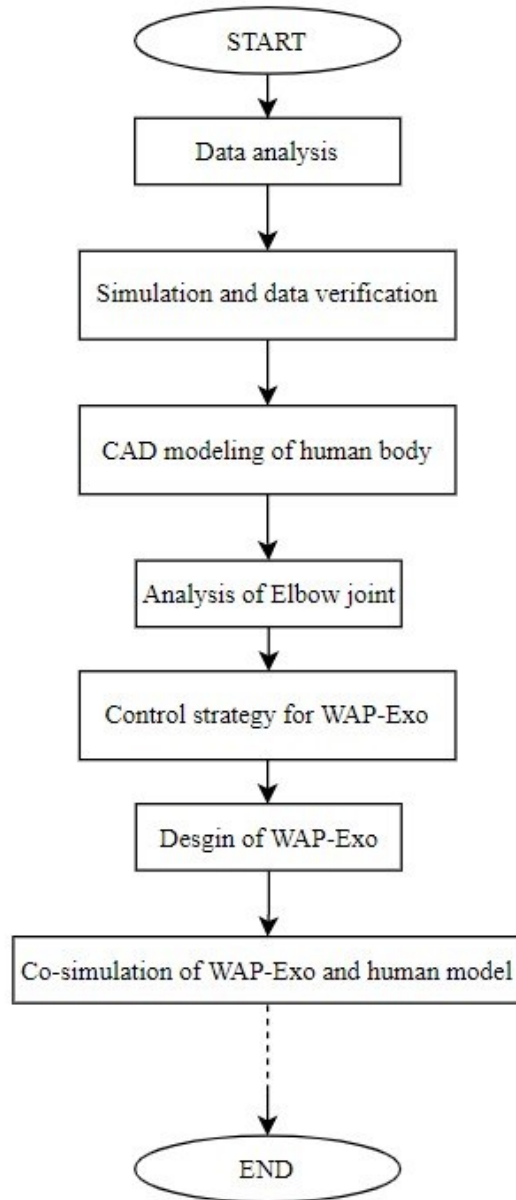 START
Data analysis
Simulation and data verification
CAD modeling of human body
Analysis of Elbow joint
Control strategy for WAP-Exo
Desgin of WAP-Exo
Co-simulation of WAP-Exo and human model
END